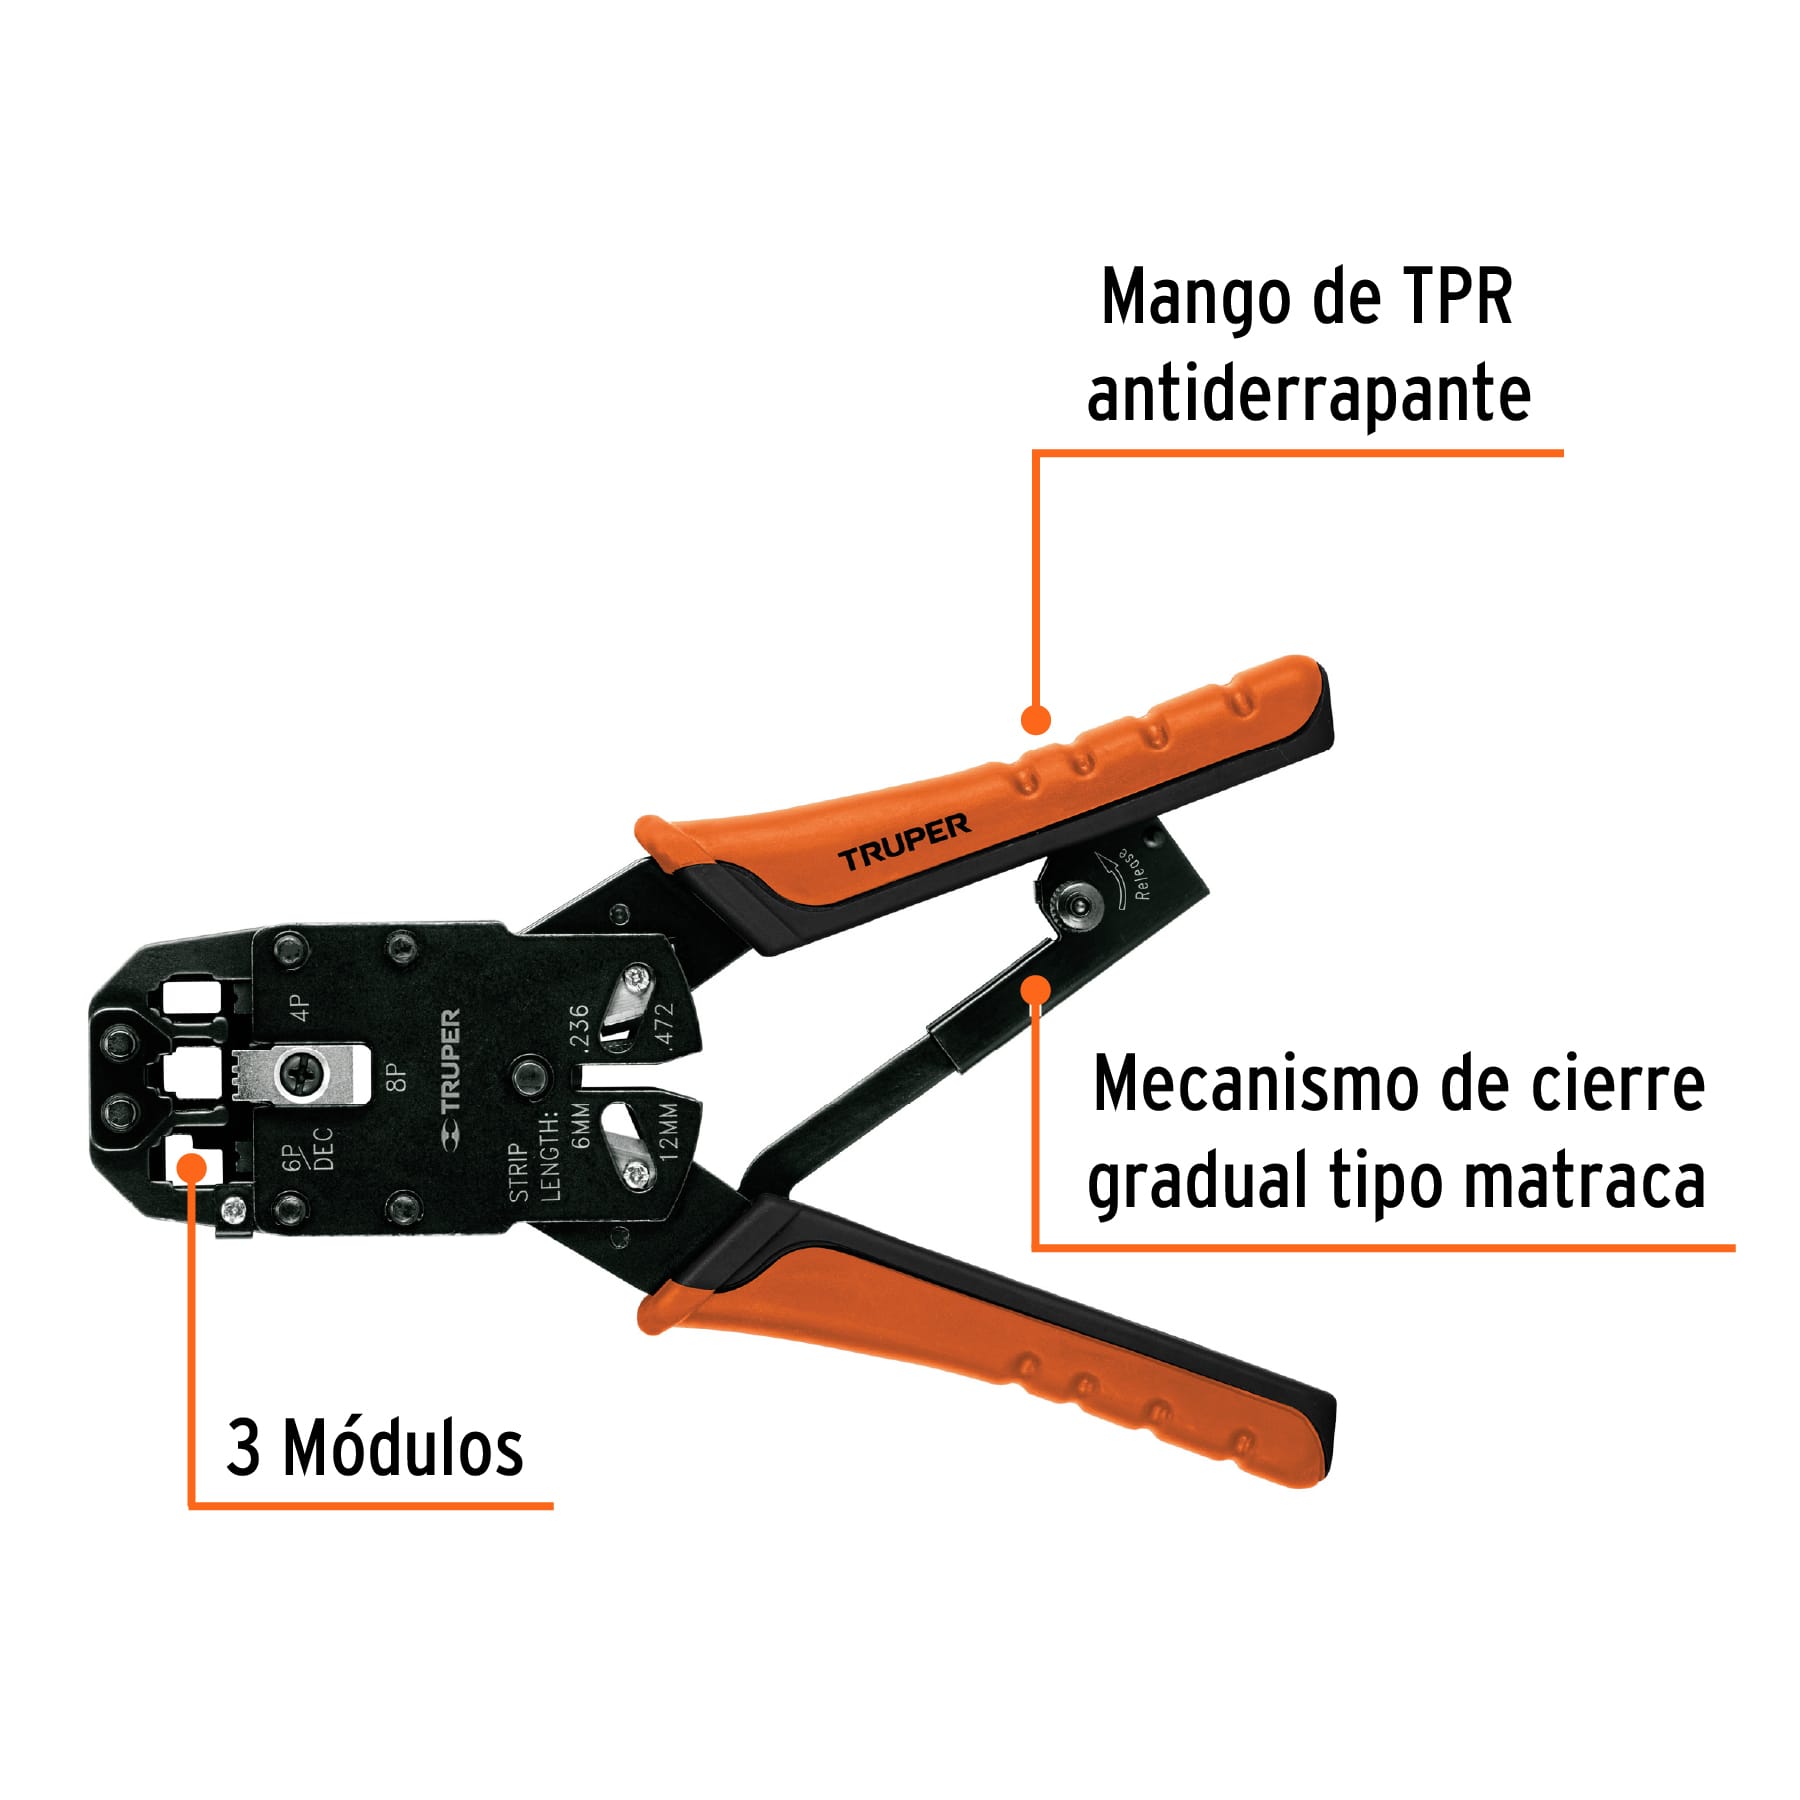 Mango de TPR
antiderrapante
TRUPER
Release
4P
8P
6P/
DEC
TRUPER
.236
.472
STRIP
LENGTH:
6MM
12MM
Mecanismo de cierre
gradual tipo matraca
3 Módulos